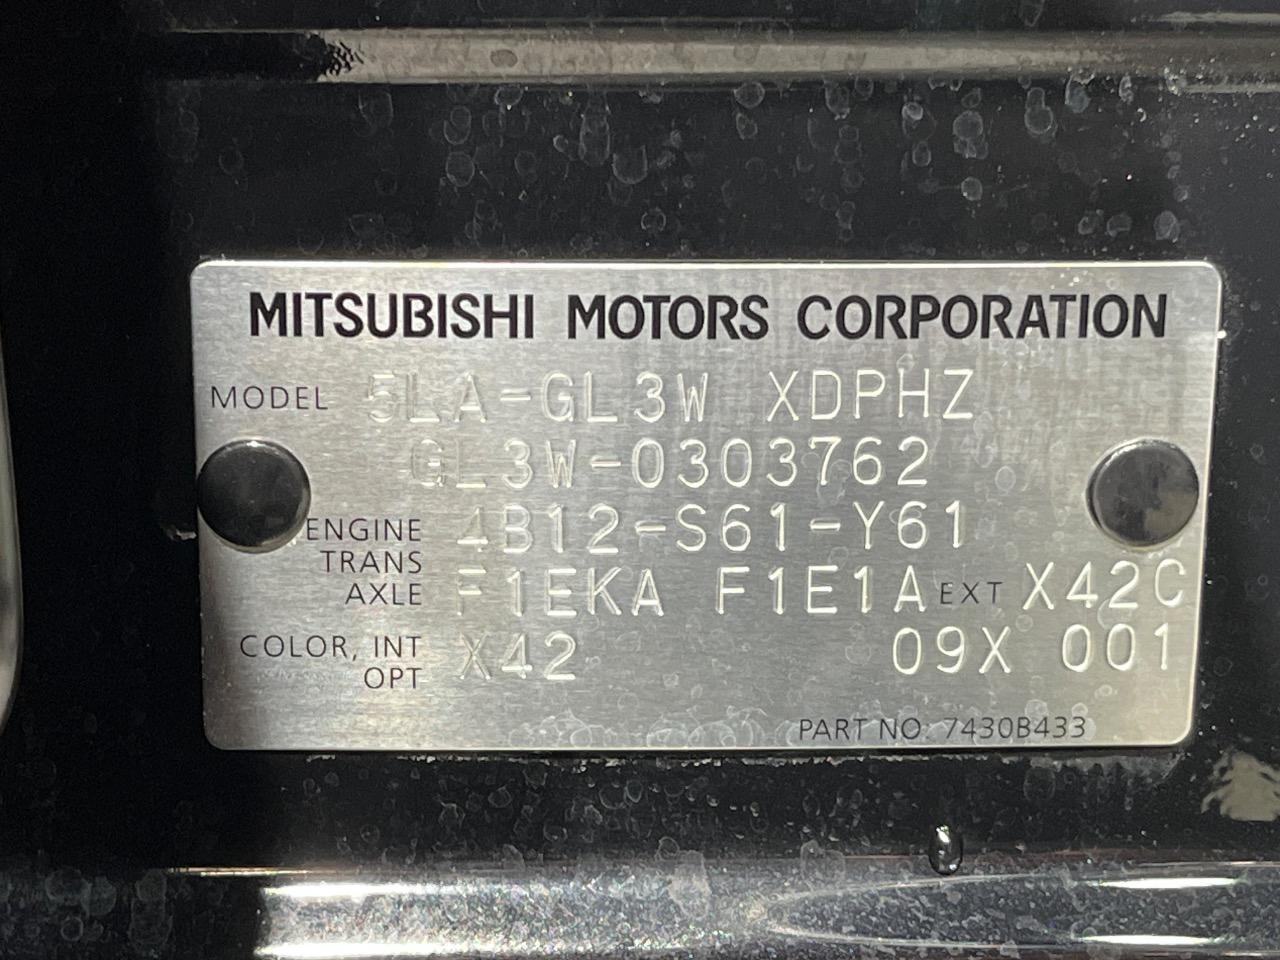 MITSUBISHI MOTORS CORPORATION
MODEL 5LA-GL3W XDPHZ
GL3W-0303762
ENGINE 4B12-S61-Y61
TRANS
AXLE F1EKA F1E1A EXT X42C
COLOR, INT X42 09X 001
OPT
PART NO: 7430B433